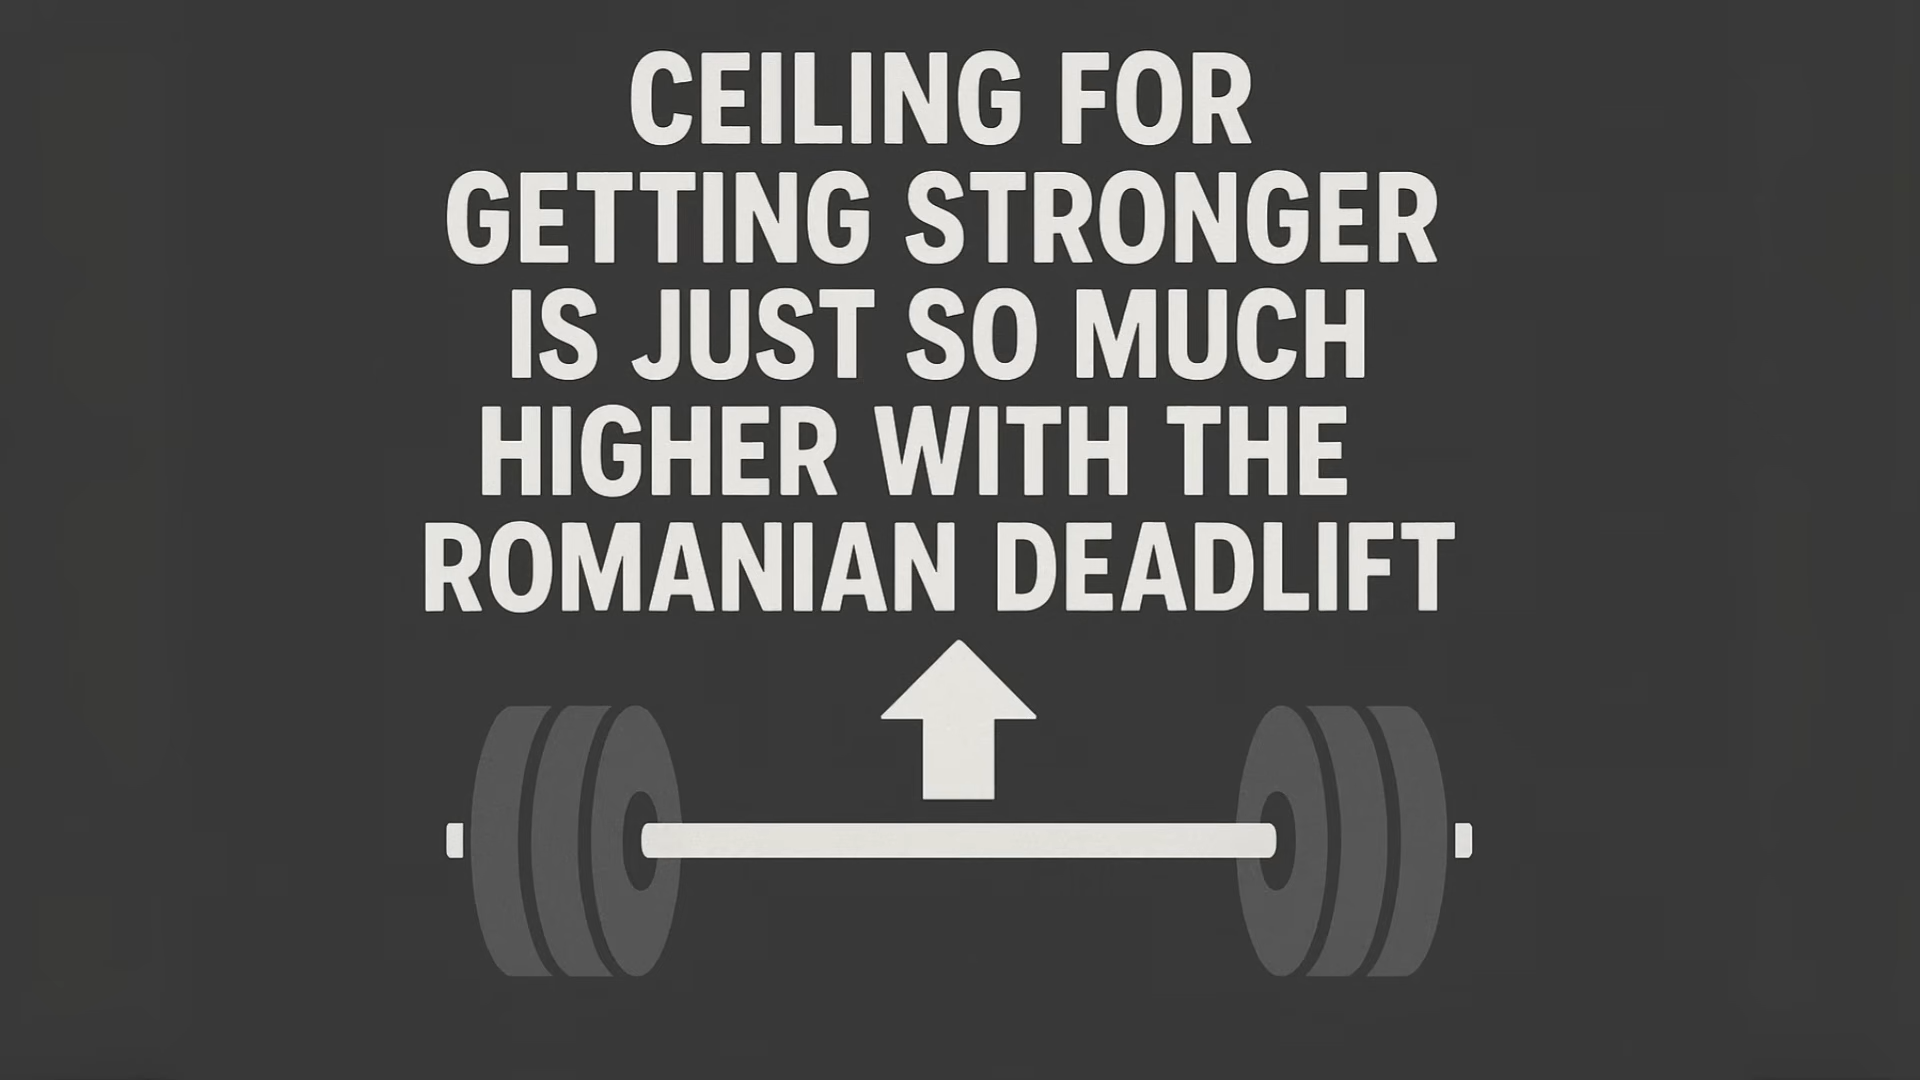 CEILING FOR
GETTING STRONGER
IS JUST SO MUCH
HIGHER WITH THE
ROMANIAN DEADLIFT